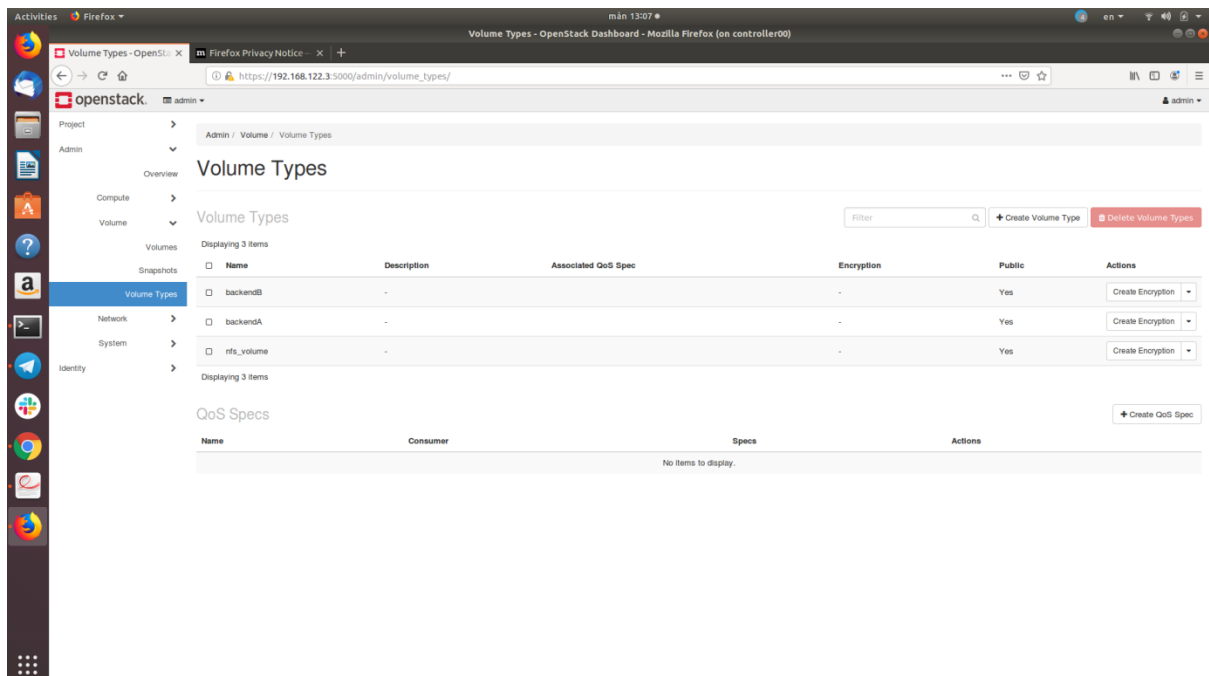 Activities Firefox mån 13:07 4 en
Volume Types - OpenStack Dashboard - Mozilla Firefox (on controller00)
Volume Types - OpenSta Firefox Privacy Notice —
https://192.168.122.3:5000/admin/volume_types/
openstack. admin admin
Project
Admin / Volume / Volume Types
Admin
Overview
Volume Types
Compute
Volume
Volume Types
Filter
+ Create Volume Type
Delete Volume Types
Volumes
Displaying 3 items
Snapshots
Name Description Associated QoS Spec Encryption Public Actions
Volume Types
backendB - - Yes Create Encryption
Network
backendA - - Yes Create Encryption
System
nfs_volume - - Yes Create Encryption
Identity
Displaying 3 items
QoS Specs
+ Create QoS Spec
Name Consumer Specs Actions
No items to display.